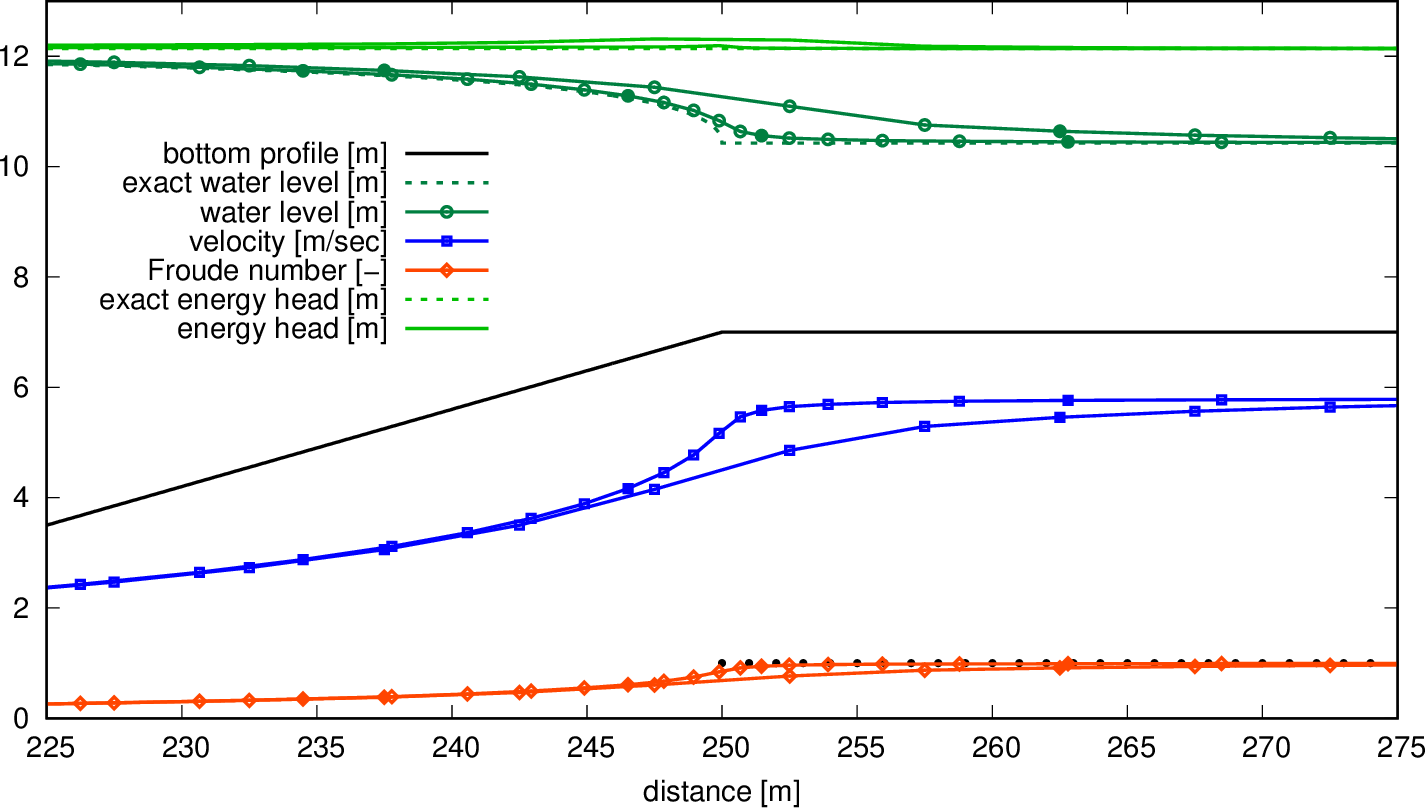 12
10
8
6
4
2
0
bottom profile [m]
exact water level [m]
water level [m]
velocity [m/sec]
Froude number [–]
exact energy head [m]
energy head [m]
225 230 235 240 245 250 255 260 265 270 275
distance [m]